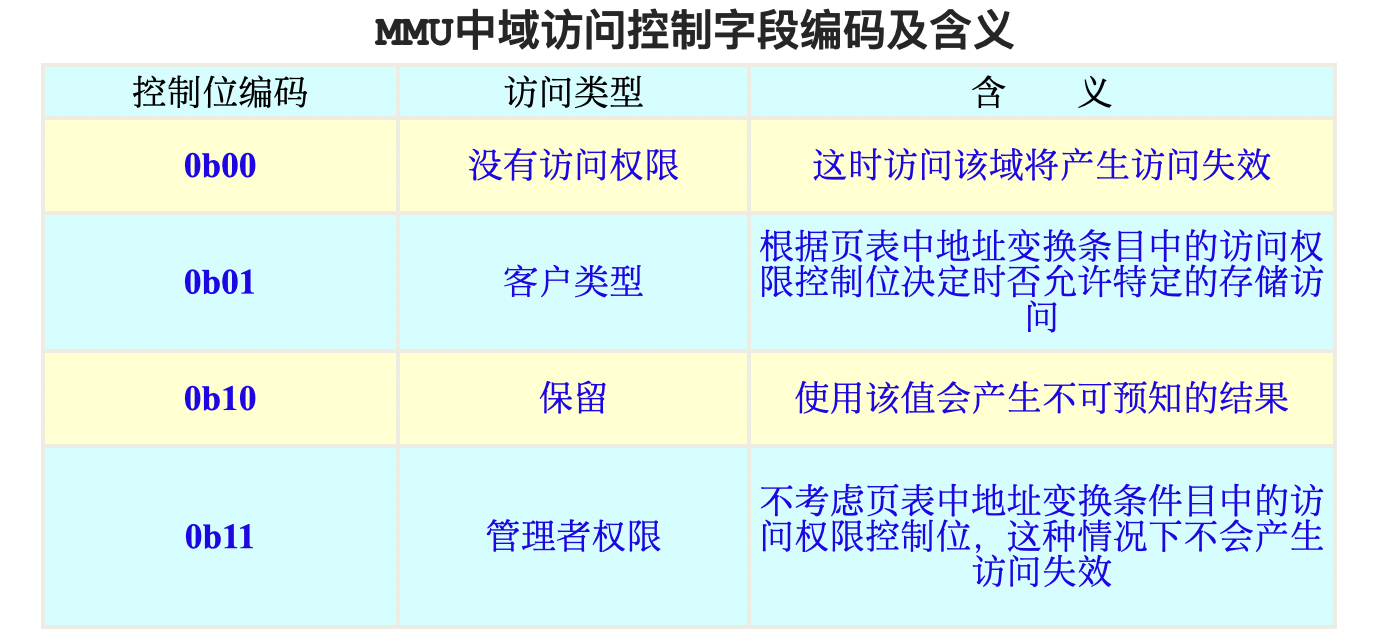 MMU中域访问控制字段编码及含义
控制位编码 访问类型 含 义
0b00 没有访问权限 这时访问该域将产生访问失效
0b01 客户类型 根据页表中地址变换条目中的访问权
限控制位决定时否允许特定的存储访
问
0b10 保留 使用该值会产生不可预知的结果
0b11 管理者权限 不考虑页表中地址变换条件目中的访
问权限控制位，这种情况下不会产生
访问失效